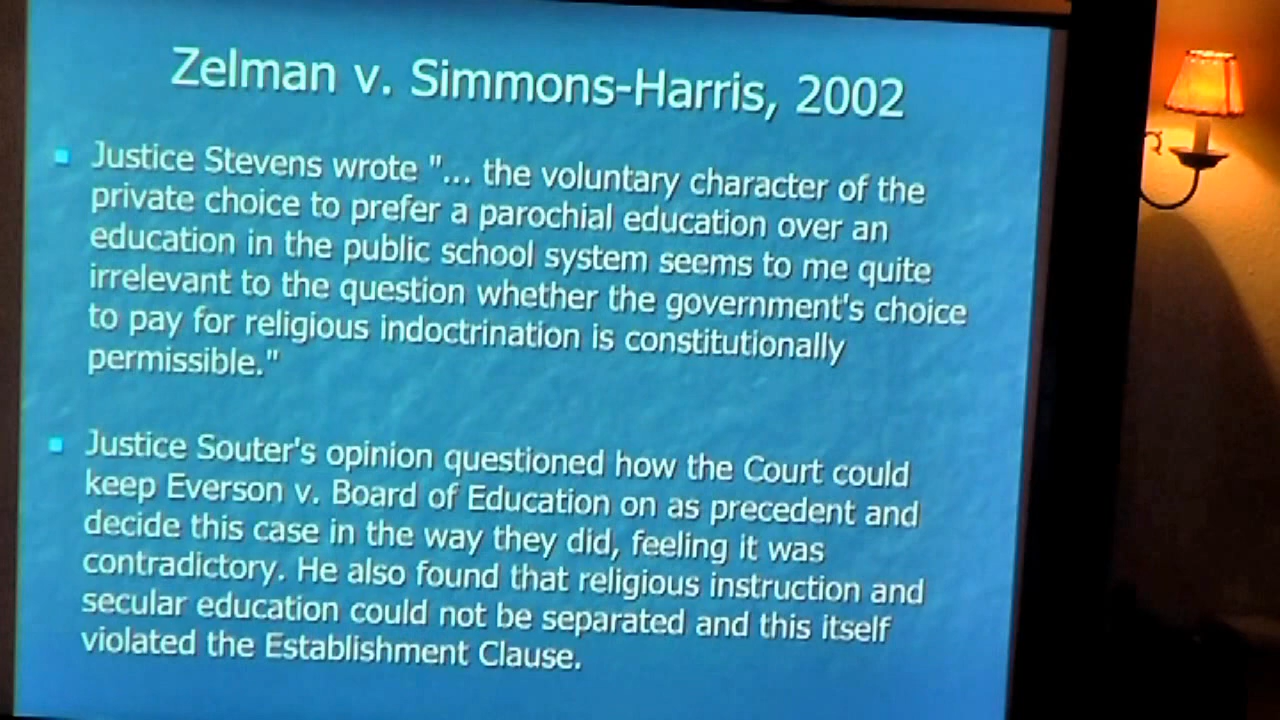 Zelman v. Simmons-Harris, 2002
Justice Stevens wrote "... the voluntary character of the
private choice to prefer a parochial education over an
education in the public school system seems to me quite
irrelevant to the question whether the government's choice
to pay for religious indoctrination is constitutionally
permissible."
Justice Souter's opinion questioned how the Court could
keep Everson v. Board of Education on as precedent and
decide this case in the way they did, feeling it was
contradictory. He also found that religious instruction and
secular education could not be separated and this itself
violated the Establishment Clause.